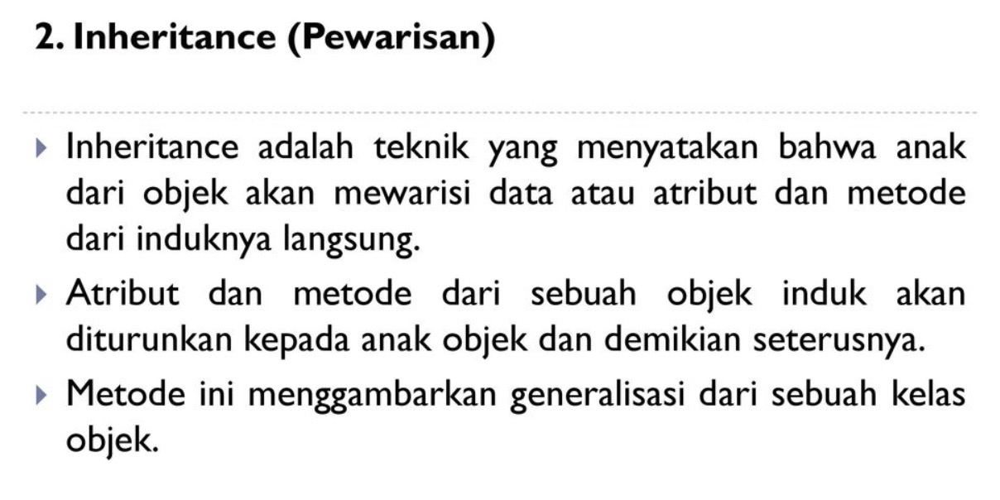 2. Inheritance (Pewarisan)
Inheritance adalah teknik yang menyatakan bahwa anak
dari objek akan mewarisi data atau atribut dan metode
dari induknya langsung.
Atribut dan metode dari sebuah objek induk akan
diturunkan kepada anak objek dan demikian seterusnya.
Metode ini menggambarkan generalisasi dari sebuah kelas
objek.